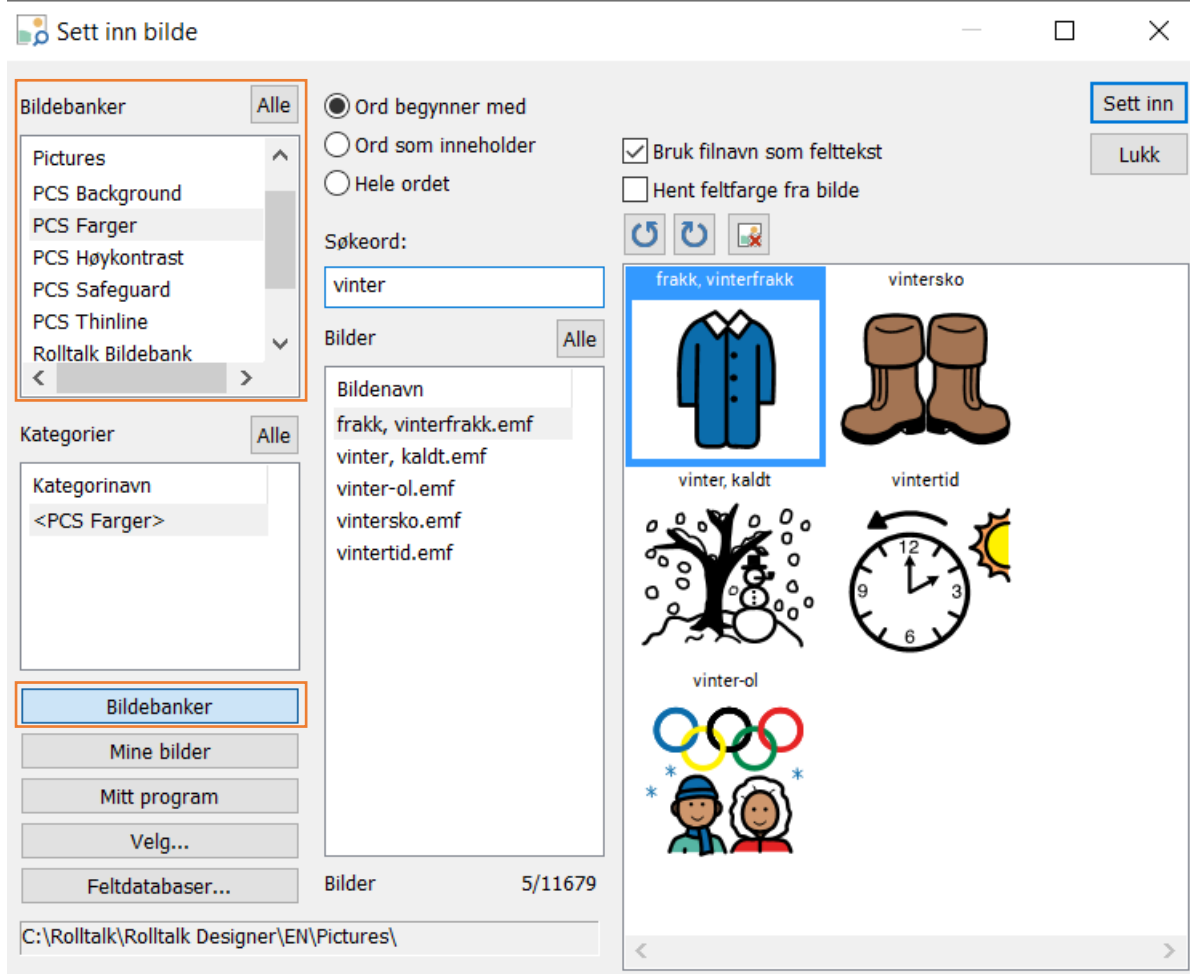 Sett inn bilde
Bildebanker
Alle
Pictures
PCS Background
PCS Farger
PCS Høykontrast
PCS Safeguard
PCS Thinline
Rolltalk Bildebank
Kategorier
Alle
Kategorinavn
<PCS Farger>
Bildebanker
Mine bilder
Mitt program
Velg...
Feltdatabaser...
C:\Rolltalk\Rolltalk Designer\EN\Pictures\
Ord begynner med
Ord som inneholder
Hele ordet
Søkeord:
vinter
Bilder
Alle
Bildenavn
frakk, vinterfrakk.emf
vinter, kaldt.emf
vinter-ol.emf
vintersko.emf
vintertid.emf
Bilder 5/11679
Sett inn
Lukk
Bruk filnavn som felttekst
Hent feltfarge fra bilde
frakk, vinterfrakk
vintersko
vinter, kaldt
vintertid
12
9 3
6
vinter-ol